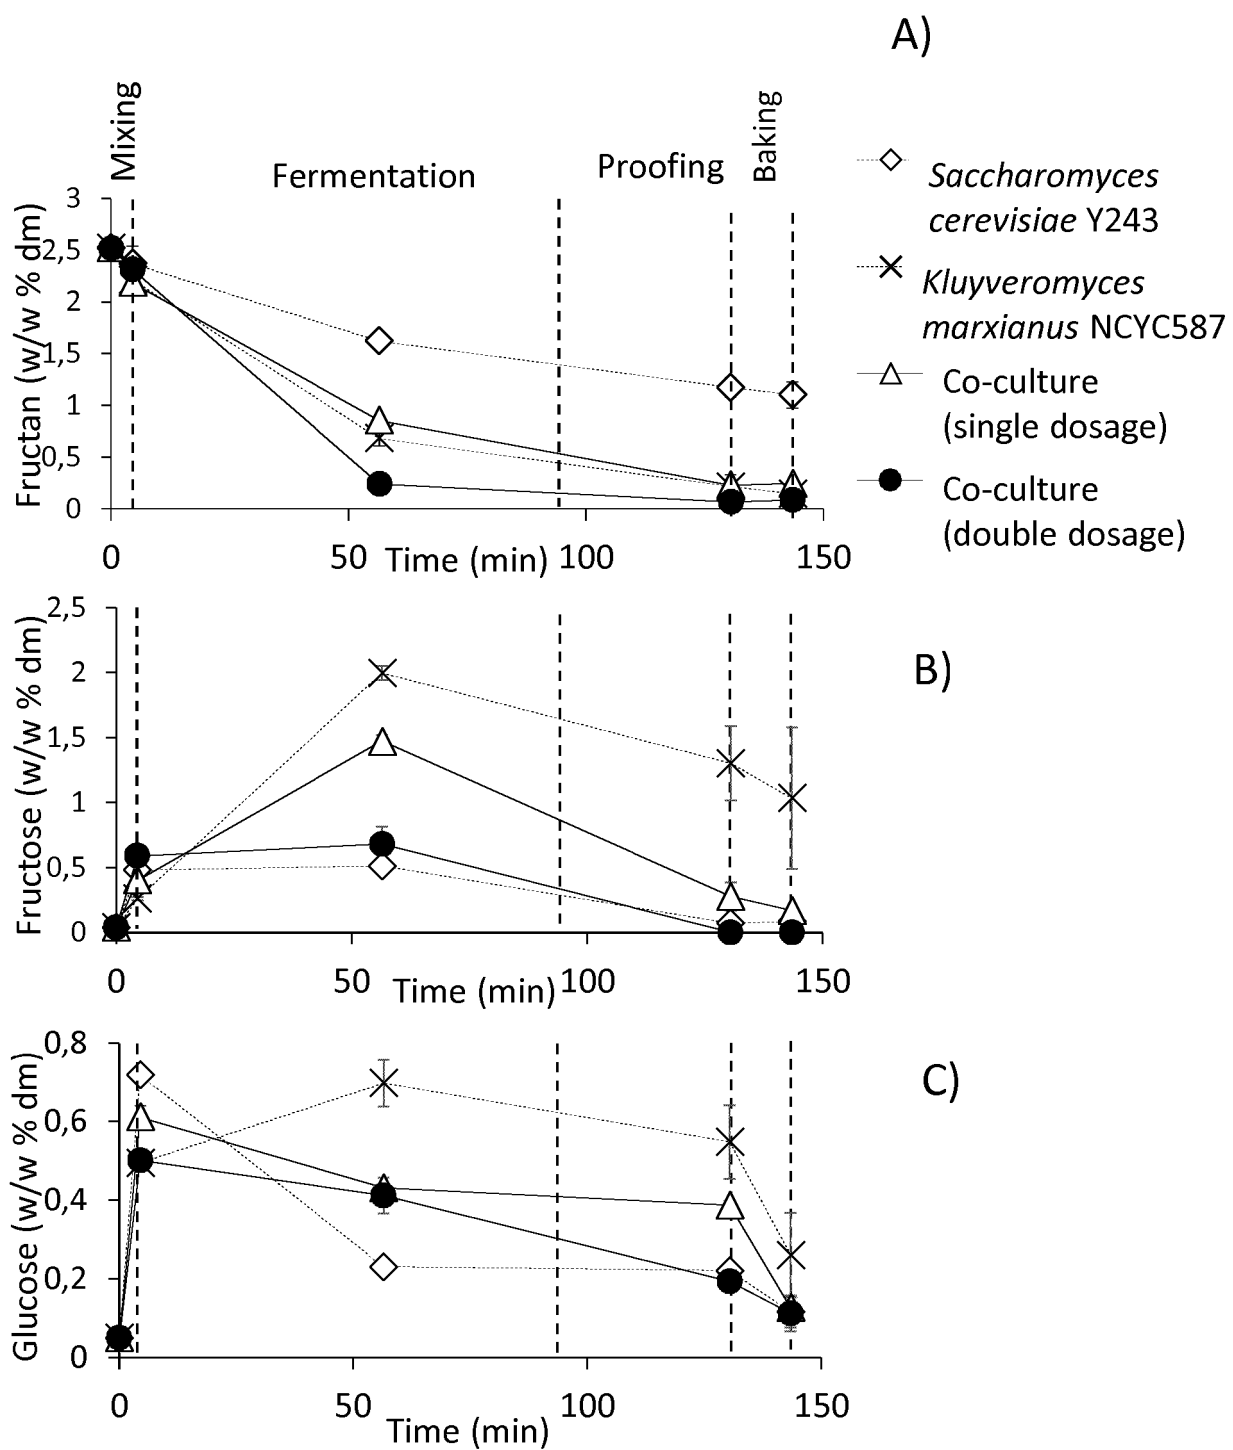 A)
Mixing
Fermentation
Proofing
Baking
Fructan (w/w % dm)
3
2,5
2
1,5
1
0,5
0
0
50
100
150
Time (min)
Saccharomyces
cerevisiae Y243
Kluyveromyces
marxianus NCYC587
Co-culture
(single dosage)
Co-culture
(double dosage)
B)
Fructose (w/w % dm)
2,5
2
1,5
1
0,5
0
0
50
100
150
Time (min)
C)
Glucose (w/w % dm)
0,8
0,6
0,4
0,2
0
0
50
100
150
Time (min)